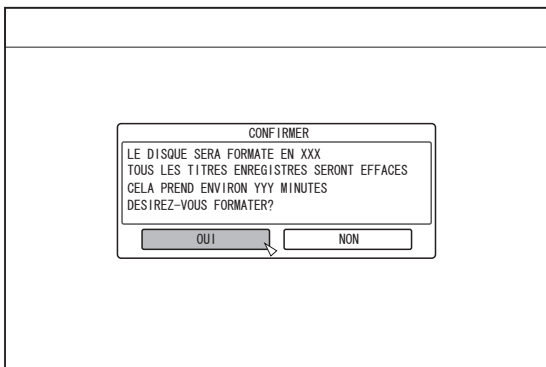 CONFIRMER
LE DISQUE SERA FORMATE EN XXX
TOUS LES TITRES ENREGISTRES SERONT EFFACES
CELA PREND ENVIRON YYY MINUTES
DESIREZ-VOUS FORMATER?
OUI
NON